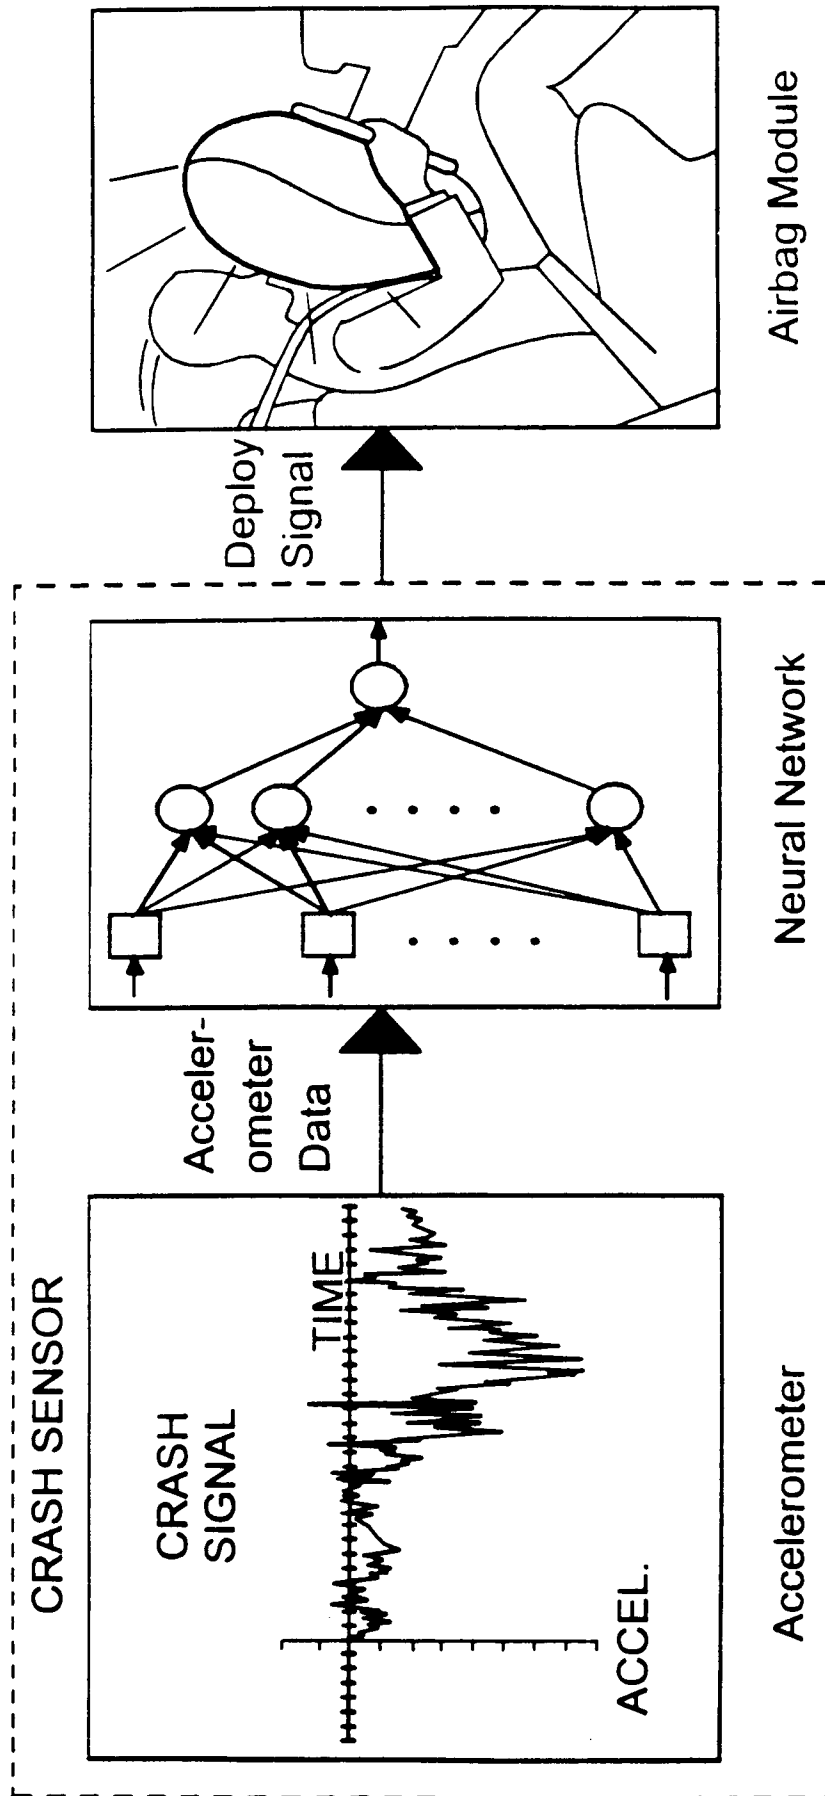 CRASH SENSOR
CRASH
SIGNAL
TIME
ACCEL.
Accelerometer
Acceler-
ometer
Data
Neural Network
Deploy
Signal
Airbag Module